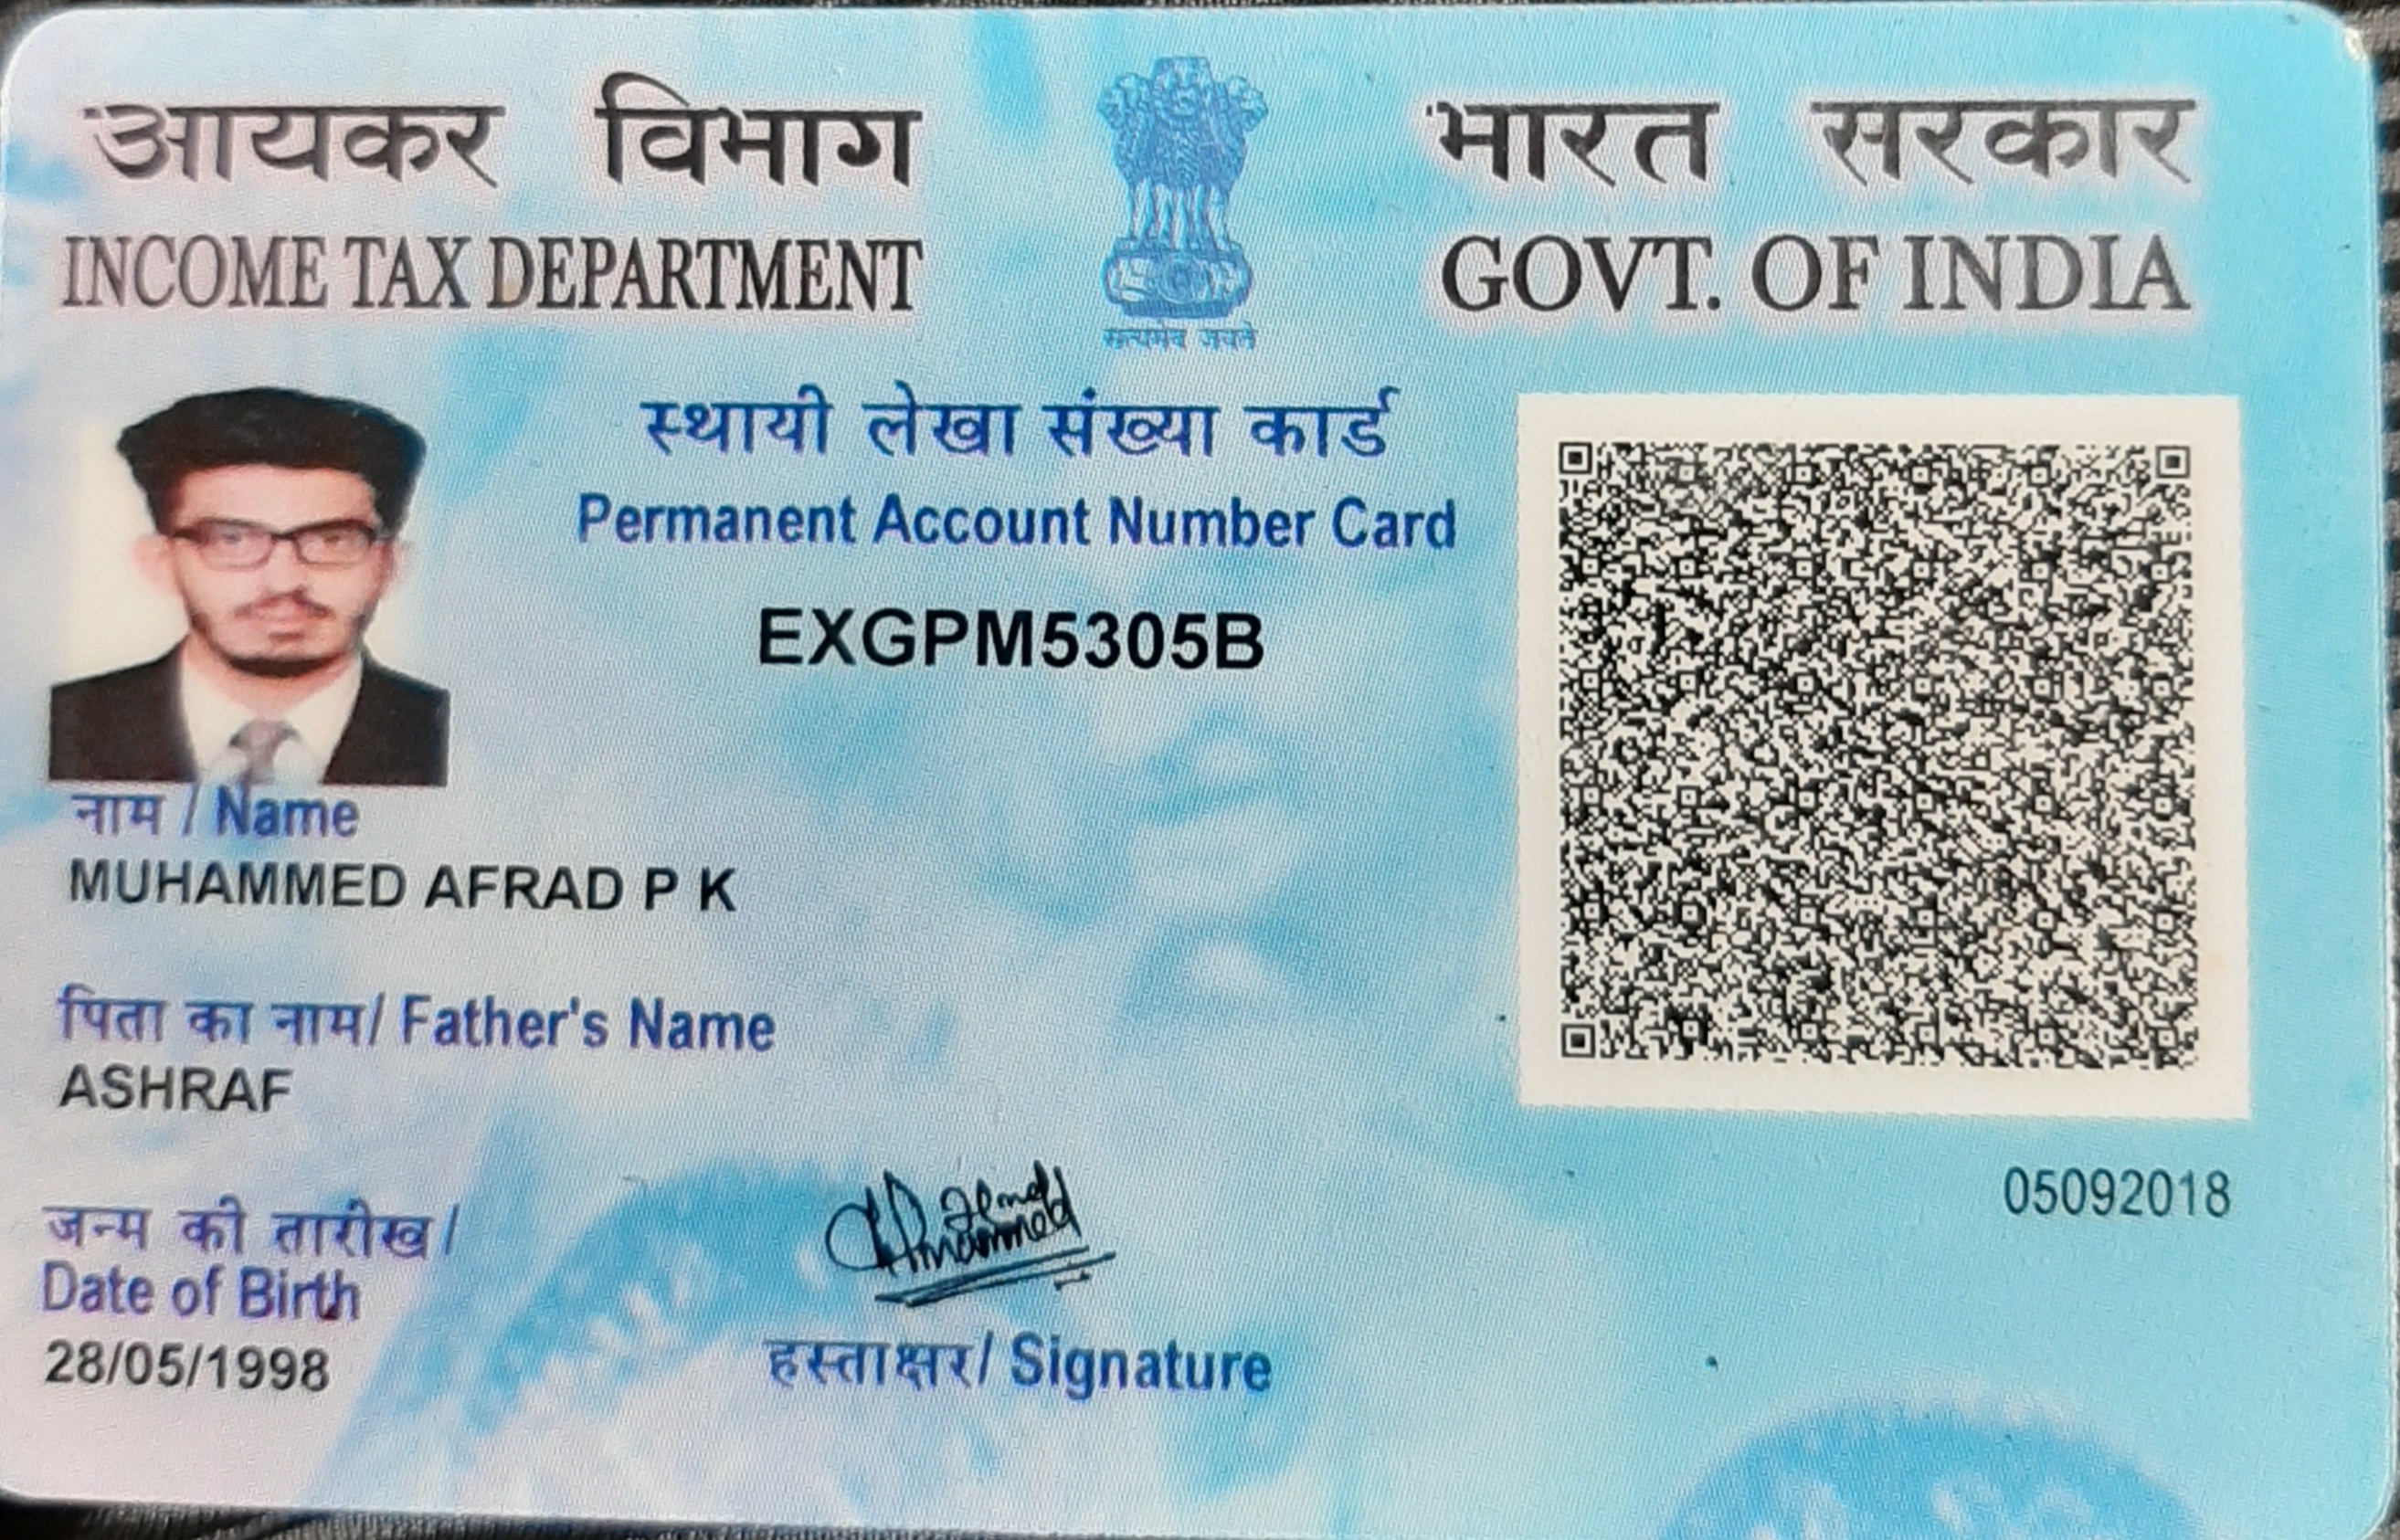 आयकर विभाग
INCOME TAX DEPARTMENT
सत्यमेव जयते
भारत सरकार
GOVT. OF INDIA
स्थायी लेखा संख्या कार्ड
Permanent Account Number Card
EXGPM5305B
नाम / Name
MUHAMMED AFRAD P K
पिता का नाम/ Father's Name
ASHRAF
जन्म की तारीख/
Date of Birth
28/05/1998
हस्ताक्षर/ Signature
05092018